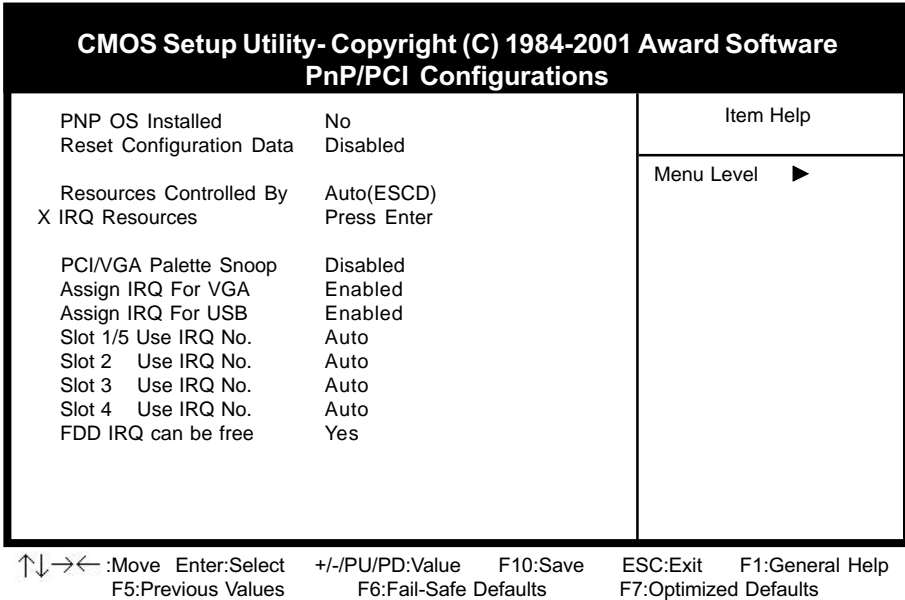 CMOS Setup Utility- Copyright (C) 1984-2001 Award Software
PnP/PCI Configurations
PNP OS Installed No
Reset Configuration Data Disabled
Resources Controlled By Auto(ESCD)
X IRQ Resources Press Enter
PCI/VGA Palette Snoop Disabled
Assign IRQ For VGA Enabled
Assign IRQ For USB Enabled
Slot 1/5 Use IRQ No. Auto
Slot 2 Use IRQ No. Auto
Slot 3 Use IRQ No. Auto
Slot 4 Use IRQ No. Auto
FDD IRQ can be free Yes
Item Help
Menu Level ▶
↑↓→← :Move Enter:Select +/-/PU/PD:Value F10:Save ESC:Exit F1:General Help
F5:Previous Values F6:Fail-Safe Defaults F7:Optimized Defaults